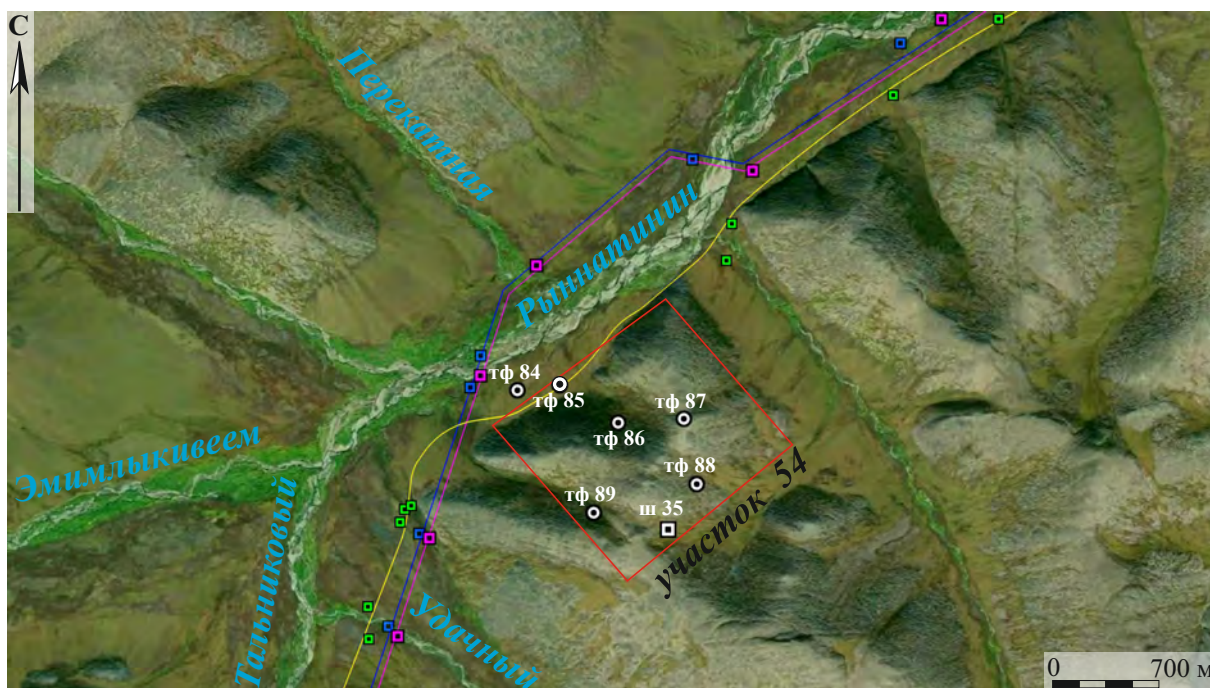 С
Перекатная
Рыннатинин
тф 84
тф 85
тф 86
тф 87
тф 88
тф 89
ш 35
участок 54
Эмимлыкивеем
Тальниковый
Удачный
0 700 м